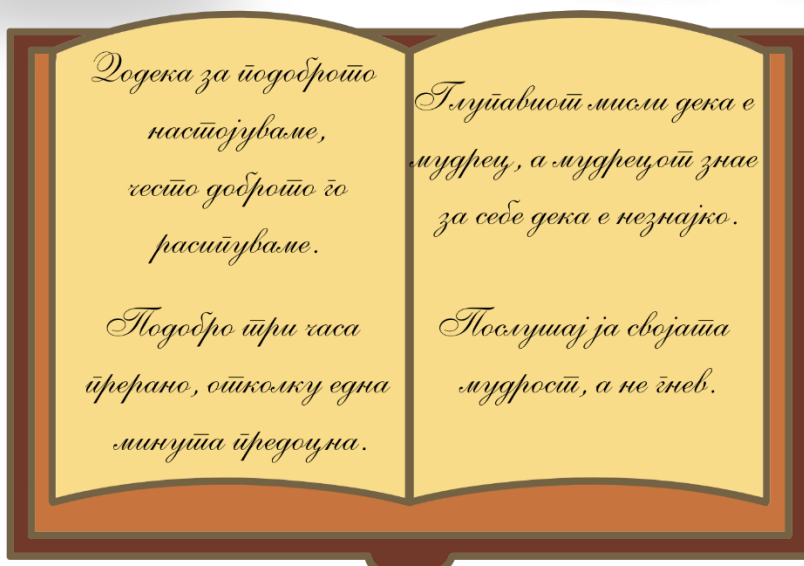 Додека за подоброто
настојуваме,
често доброто го
расипуваме.
Подобро три часа
прерано, отколку една
минута предоцна.
Глупавиот мисли дека е
мудрец, а мудрецот знае
за себе дека е незнајко.
Послушај ја својата
мудрост, а не гнев.